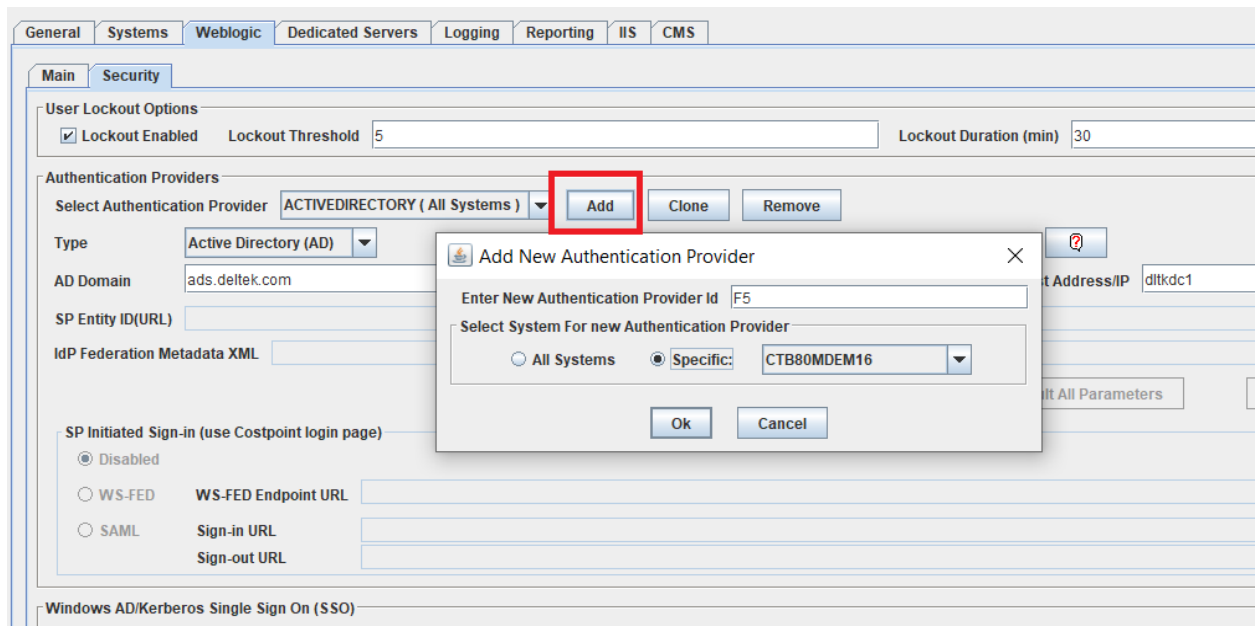 General Systems Weblogic Dedicated Servers Logging Reporting IIS CMS
Main Security
User Lockout Options
Lockout Enabled Lockout Threshold 5 Lockout Duration (min) 30
Authentication Providers
Select Authentication Provider ACTIVEDIRECTORY ( All Systems ) Add Clone Remove
Type Active Directory (AD) ?
Add New Authentication Provider
AD Domain ads.deltek.com t Address/IP dltkdc1
Enter New Authentication Provider Id F5
SP Entity ID(URL)
Select System For new Authentication Provider
IdP Federation Metadata XML
All Systems Specific: CTB80MDEM16
ult All Parameters
Ok Cancel
SP Initiated Sign-in (use Costpoint login page)
Disabled
WS-FED WS-FED Endpoint URL
SAML Sign-in URL
Sign-out URL
Windows AD/Kerberos Single Sign On (SSO)